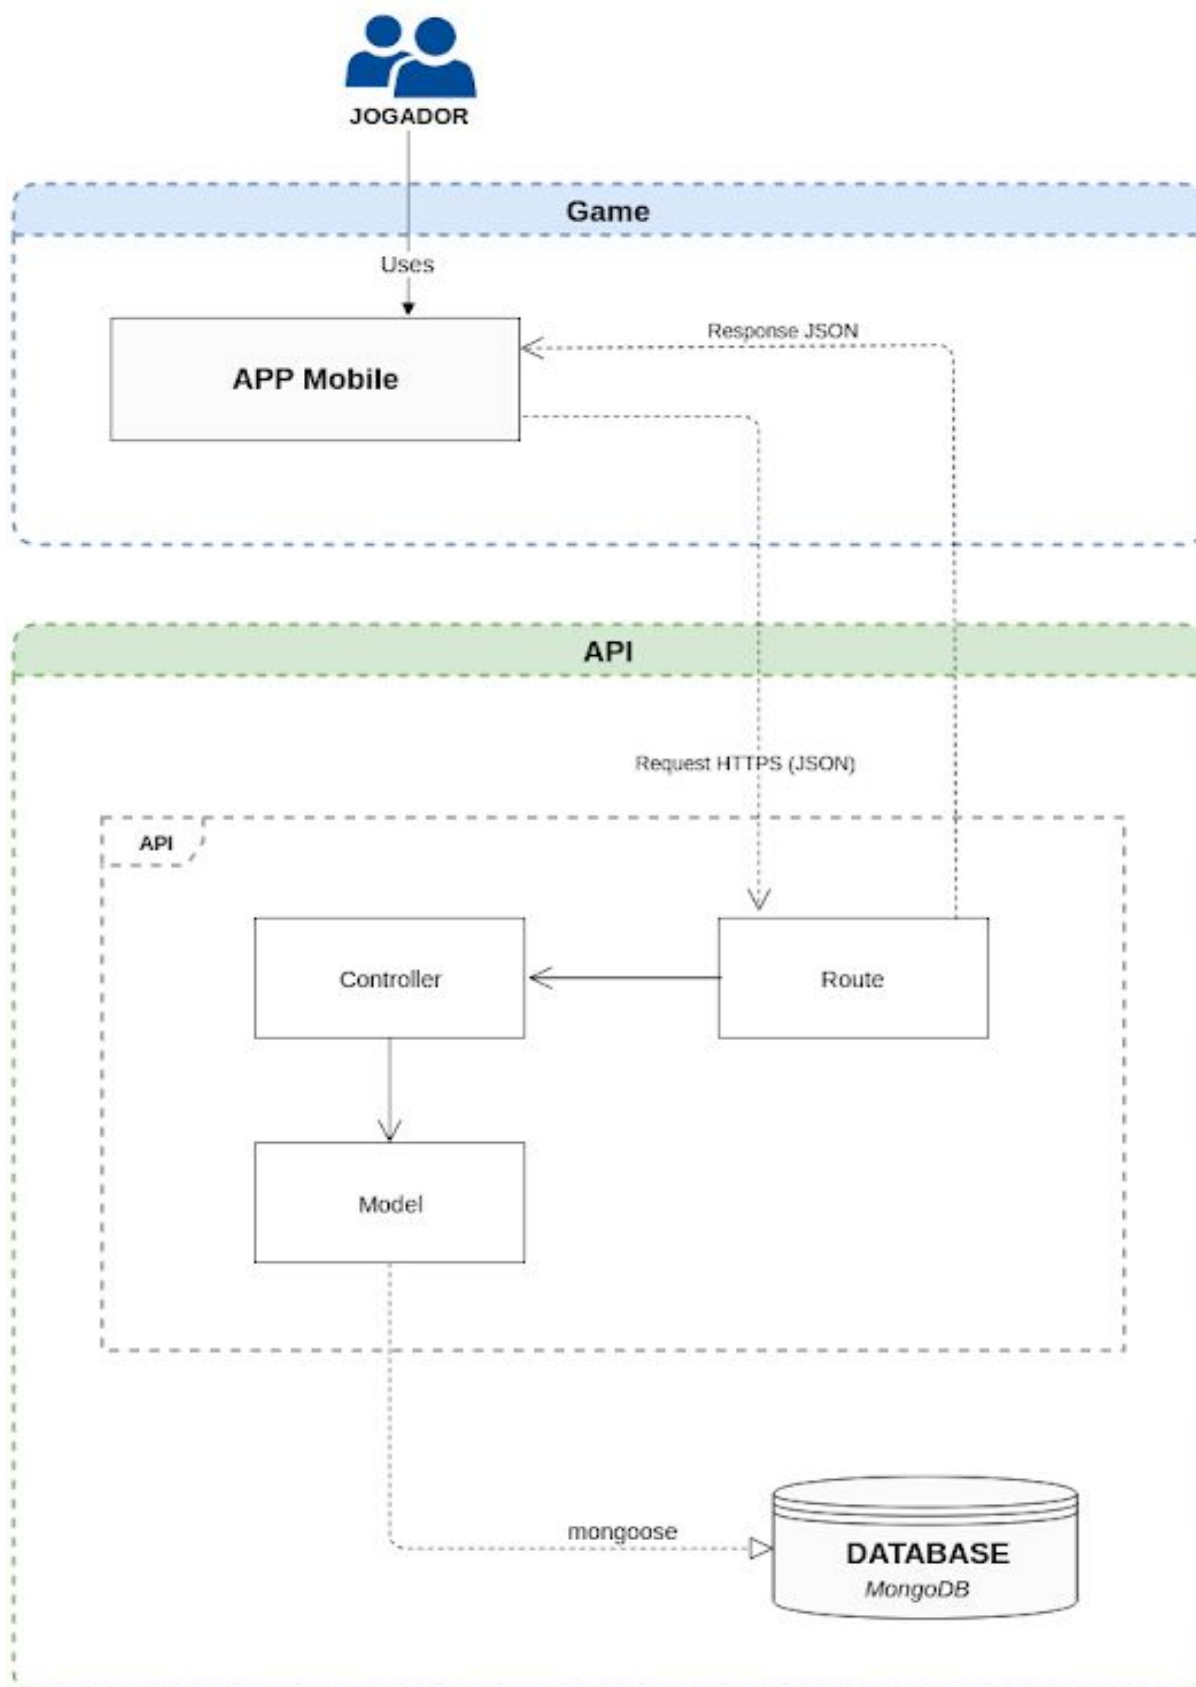 JOGADOR
Game
Uses
Response JSON
APP Mobile
API
Request HTTPS (JSON)
API
Controller
Route
Model
mongoose
DATABASE
MongoDB